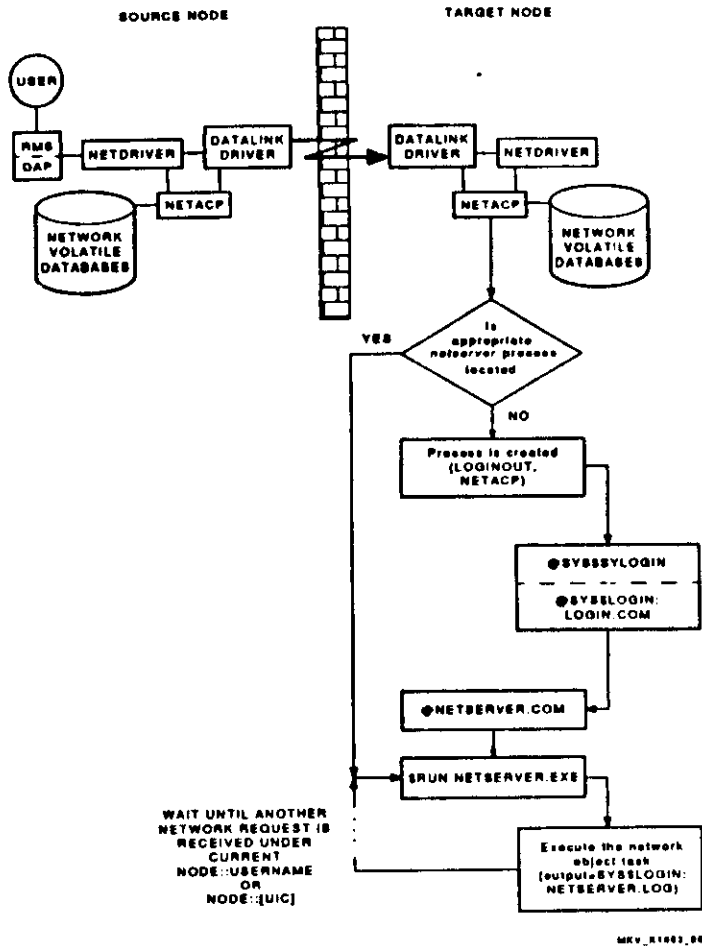 SOURCE NODE
TARGET NODE
USER
RMS
DAP
NETDRIVER
DATALINK
DRIVER
NETACP
NETWORK
VOLATILE
DATABASES
DATALINK
DRIVER
NETDRIVER
NETACP
NETWORK
VOLATILE
DATABASES
Is
appropriate
netserver process
located
YES
NO
Process is created
(LOGINOUT,
NETACP)
@SYS$SYLOGIN
@SYS$LOGIN:
LOGIN.COM
@NETSERVER.COM
$RUN NETSERVER.EXE
WAIT UNTIL ANOTHER
NETWORK REQUEST IS
RECEIVED UNDER
CURRENT
NODE::USERNAME
OR
NODE::[UIC]
Execute the network
object task
(output=SYS$LOGIN:
NETSERVER.LOG)